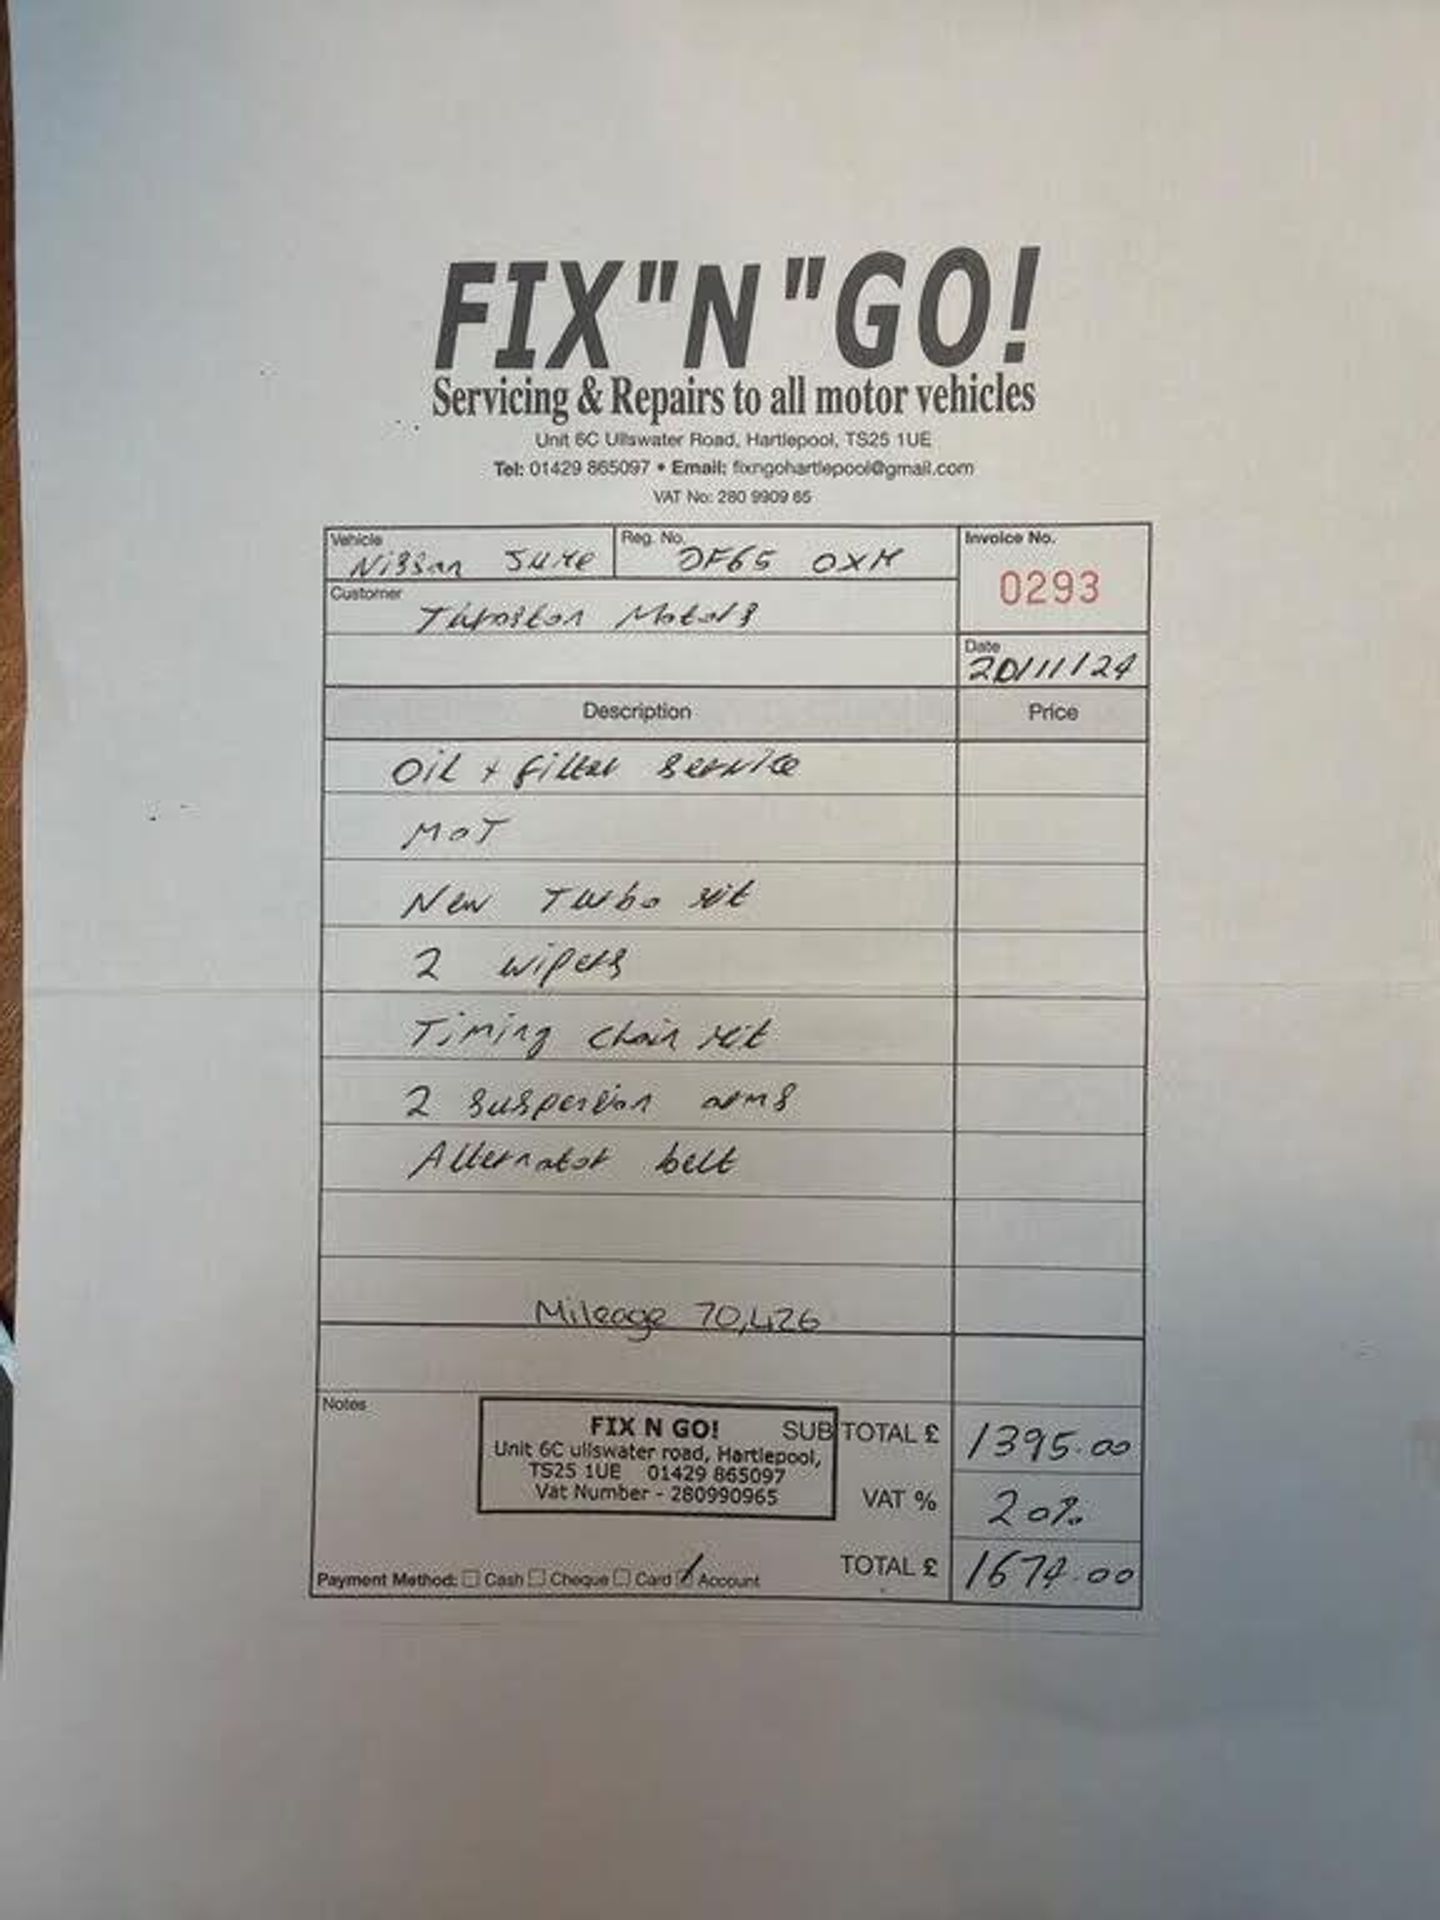 FIX"N"GO!
Servicing & Repairs to all motor vehicles
Unit 6C Ullswater Road, Hartlepool, TS25 1UE
Tel: 01429 865097 • Email: fixngohartlepool@gmail.com
VAT No: 280 9909 65
Vehicle Nissan Juke Reg. No. DF65 OXM Invoice No.
0293
Customer Thurston Motors
Date 20/11/24
Description Price
Oil + filter service
MOT
New Turbo kit
2 wipers
Timing chain kit
2 suspension arms
Alternator belt
Mileage 70,426
Notes
FIX N GO!
Unit 6C ullswater road, Hartlepool,
TS25 1UE 01429 865097
Vat Number - 280990965
SUB TOTAL £ 1395.00
VAT % 20%
TOTAL £ 1674.00
Payment Method: Cash Cheque Card Account